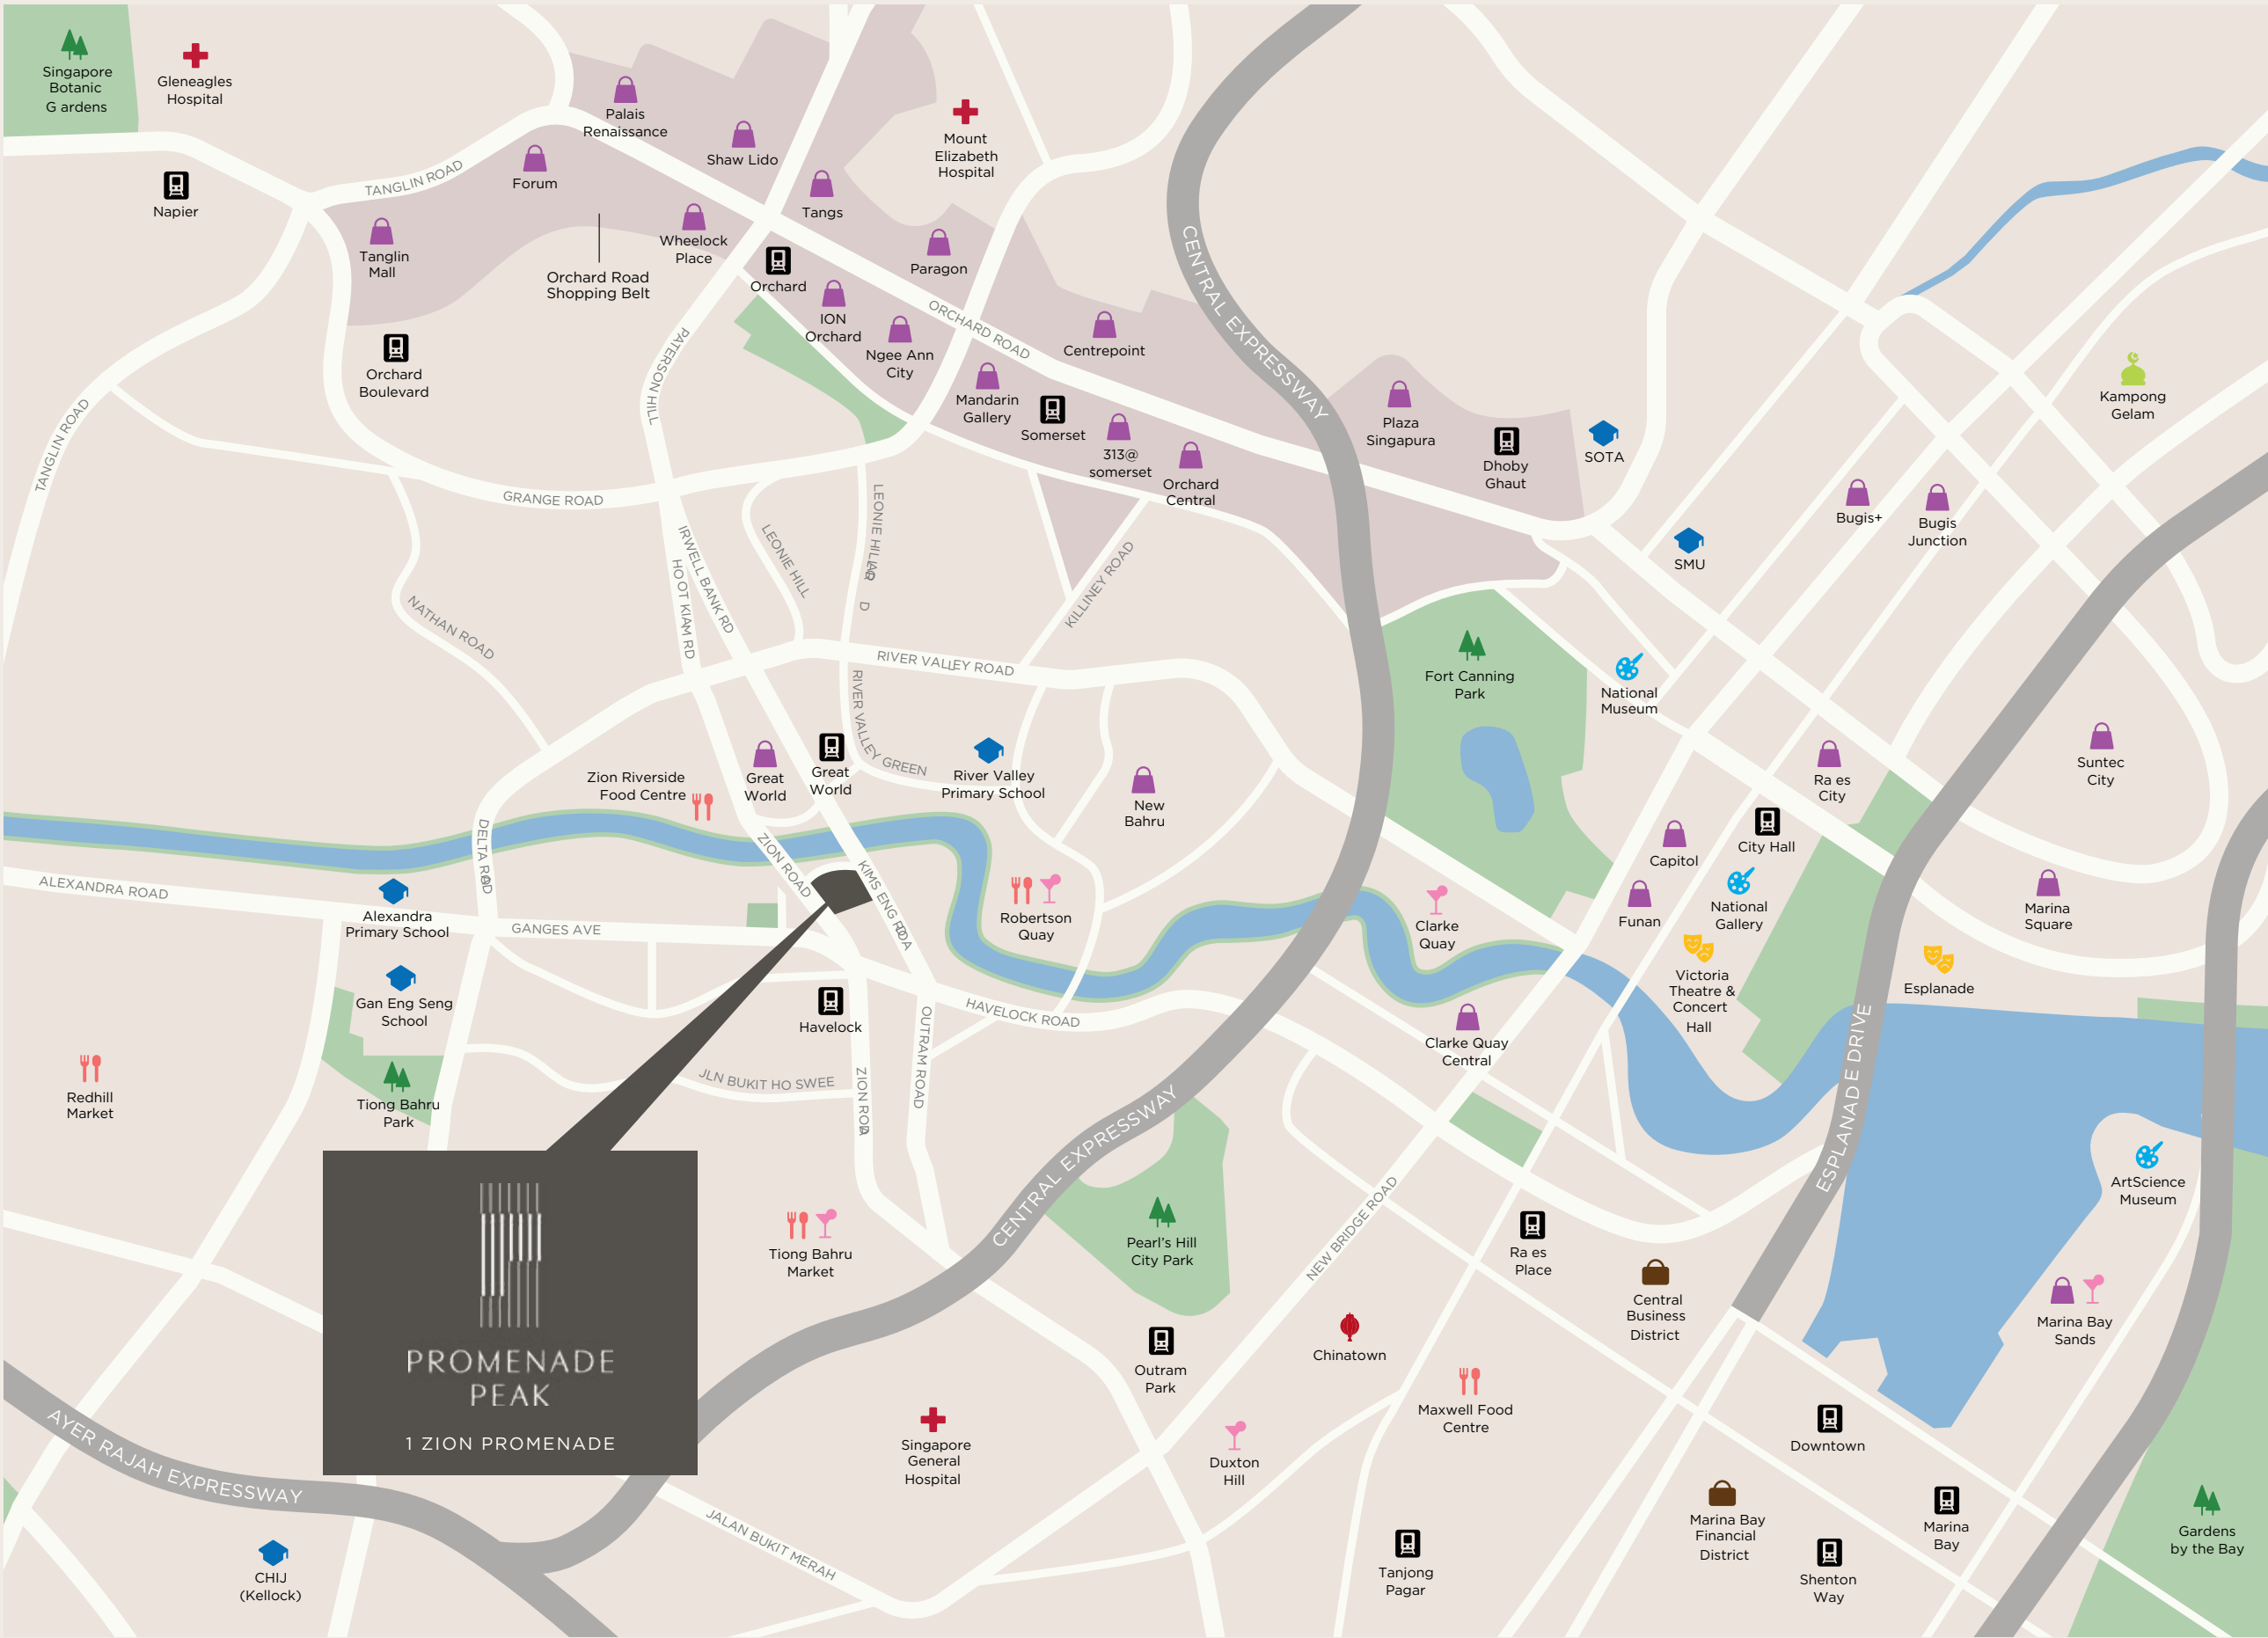 Singapore
Botanic
G ardens
Gleneagles
Hospital
Napier
TANGLIN ROAD
Palais
Renaissance
Shaw Lido
Forum
Tangs
Mount
Elizabeth
Hospital
Tanglin
Mall
Wheelock
Place
Orchard Road
Shopping Belt
Orchard
Paragon
ION
Orchard
ORCHARD ROAD
Ngee Ann
City
Centrepoint
CENTRAL EXPRESSWAY
Orchard
Boulevard
PATERSON HILL
Mandarin
Gallery
Somerset
313@
somerset
Orchard
Central
Plaza
Singapura
Dhoby
Ghaut
SOTA
Kampong
Gelam
Bugis+
Bugis
Junction
SMU
TANGLIN ROAD
GRANGE ROAD
LEONIE HILL
IRWELL BANK RD
HOOT KIAM RD
LEONIE HILL
KILLINEY ROAD
NATHAN ROAD
RIVER VALLEY ROAD
RIVER VALLEY GREEN
Fort Canning
Park
National
Museum
Zion Riverside
Food Centre
Great
World
Great
World
River Valley
Primary School
New
Bahru
Ra es
City
Suntec
City
City Hall
Capitol
DELTA
ZION ROAD
KIMS ENG
ALEXANDRA ROAD
Alexandra
Primary School
GANGES AVE
Robertson
Quay
Clarke
Quay
Funan
National
Gallery
Marina
Square
Victoria
Theatre &
Concert
Hall
Esplanade
Gan Eng Seng
School
Havelock
HAVELOCK ROAD
OUTRAM ROAD
Clarke Quay
Central
ESPLANAD E DRIVE
Redhill
Market
Tiong Bahru
Park
JLN BUKIT HO SWEE
ZION
CENTRAL EXPRESSWAY
ArtScience
Museum
Tiong Bahru
Market
Pearl's Hill
City Park
NEW BRIDGE ROAD
Ra es
Place
Central
Business
District
Marina Bay
Sands
PROMENADE
PEAK
1 ZION PROMENADE
Outram
Park
Chinatown
Maxwell Food
Centre
Downtown
AYER RAJAH EXPRESSWAY
Singapore
General
Hospital
Duxton
Hill
Marina Bay
Financial
District
Marina
Bay
Gardens
by the Bay
JALAN BUKIT MERAH
CHIJ
(Kellock)
Tanjong
Pagar
Shenton
Way